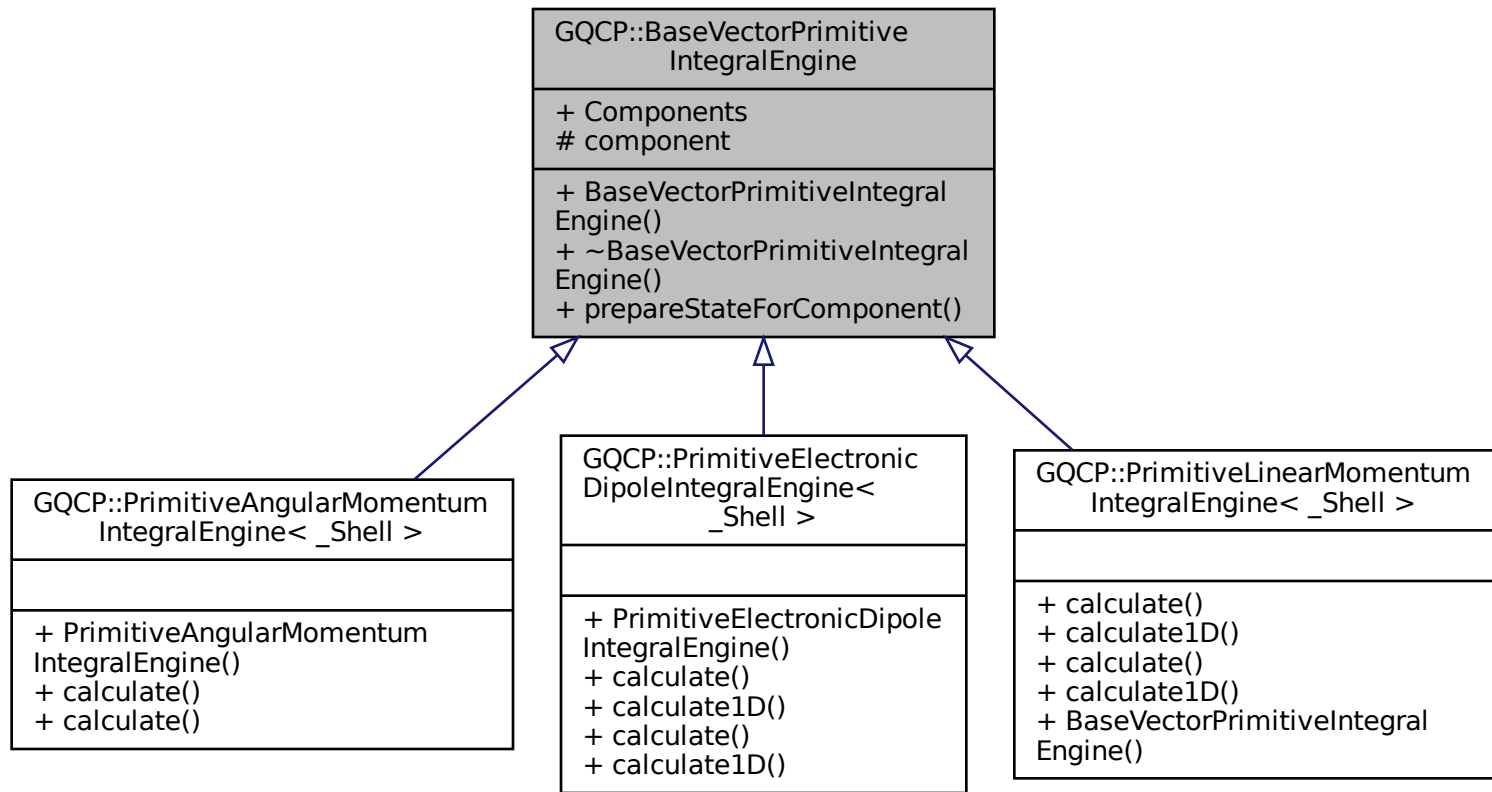 GQCP::BaseVectorPrimitive
IntegralEngine
+ Components
# component
+ BaseVectorPrimitiveIntegral
Engine()
+ ~BaseVectorPrimitiveIntegral
Engine()
+ prepareStateForComponent()
GQCP::PrimitiveAngularMomentum
IntegralEngine< _Shell >
+ PrimitiveAngularMomentum
IntegralEngine()
+ calculate()
+ calculate()
GQCP::PrimitiveElectronic
DipoleIntegralEngine<
_Shell >
+ PrimitiveElectronicDipole
IntegralEngine()
+ calculate()
+ calculate1D()
+ calculate()
+ calculate1D()
GQCP::PrimitiveLinearMomentum
IntegralEngine< _Shell >
+ calculate()
+ calculate1D()
+ calculate()
+ calculate1D()
+ BaseVectorPrimitiveIntegral
Engine()